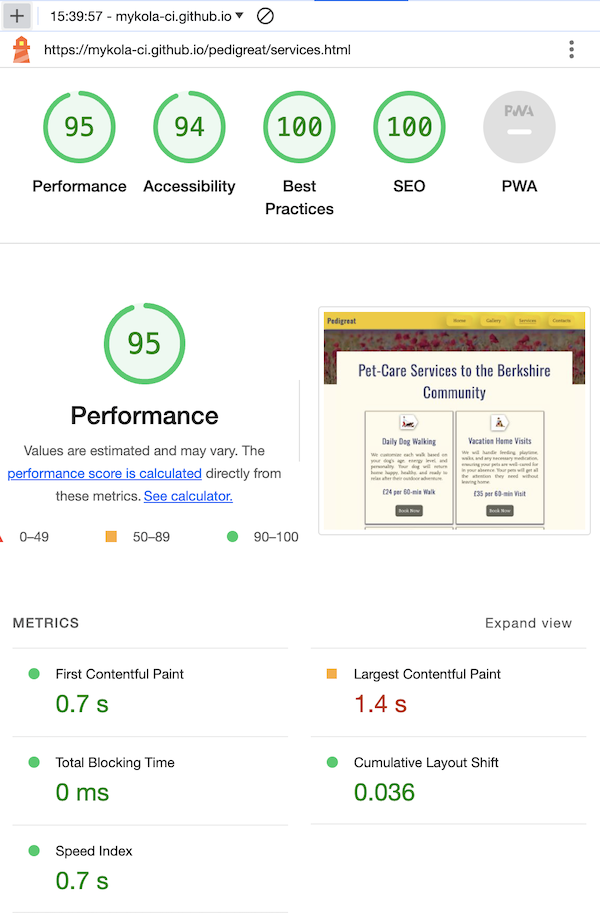 15:39:57 - mykola-ci.github.io
https://mykola-ci.github.io/pedigreat/services.html
95
94
100
100
PWA
Performance
Accessibility
Best
Practices
SEO
PWA
95
Performance
Values are estimated and may vary. The
performance score is calculated directly from
these metrics. See calculator.
0–49
50–89
90–100
Pedigreat
Home
Gallery
Services
Contacts
Pet-Care Services to the Berkshire
Community
Daily Dog Walking
We customize each walk based
on your dog's age, energy level, and
personality. Your dog will return
home happy, healthy, and ready to
relax after their outdoor adventure.
£24 per 60-min Walk
Book Now
Vacation Home Visits
We will handle feeding, playtime,
walks, and any necessary medication,
ensuring your pets are well-cared for
in your absence. Your pets will get all
the attention they need without
leaving home.
£35 per 60-min Visit
Book Now
METRICS
Expand view
First Contentful Paint
0.7 s
Largest Contentful Paint
1.4 s
Total Blocking Time
0 ms
Cumulative Layout Shift
0.036
Speed Index
0.7 s